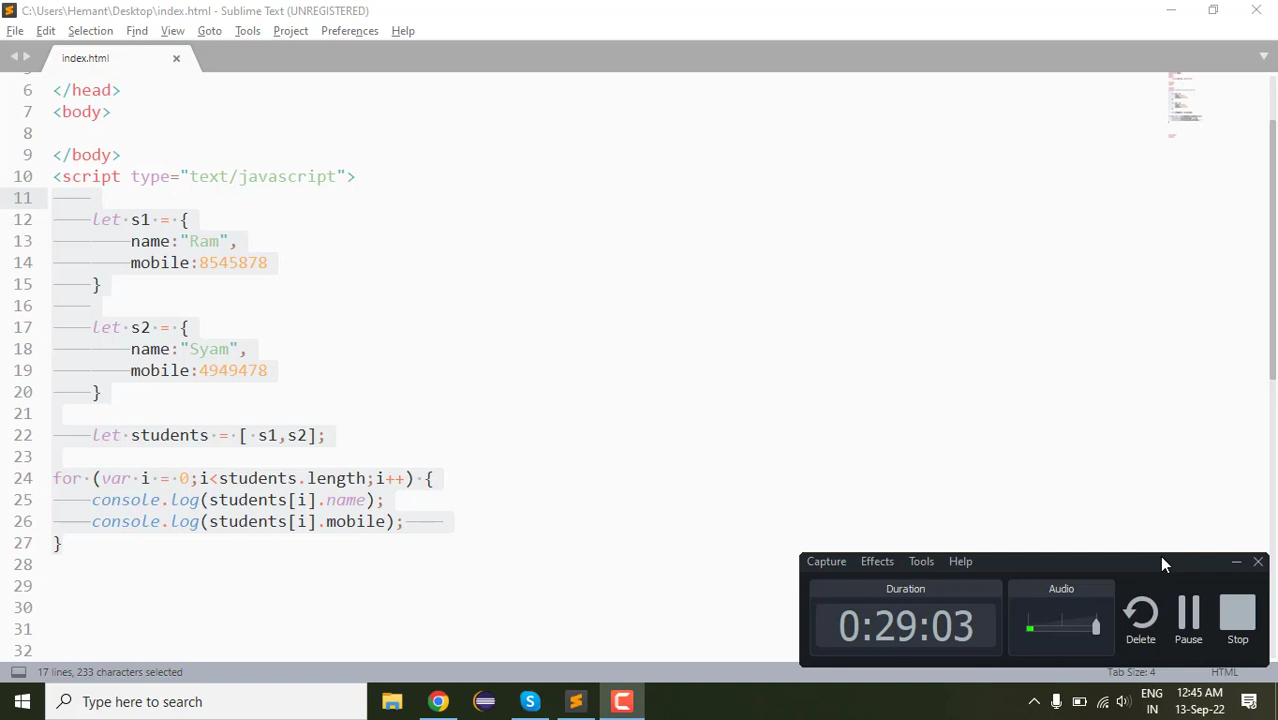 C:\Users\Hemant\Desktop\index.html - Sublime Text (UNREGISTERED)
File Edit Selection Find View Goto Tools Project Preferences Help
index.html
6 </head>
7 <body>
8
9 </body>
10 <script type="text/javascript">
11
12 let s1 = {
13 name:"Ram",
14 mobile:8545878
15 }
16
17 let s2 = {
18 name:"Syam",
19 mobile:4949478
20 }
21
22 let students = [ s1,s2];
23
24 for (var i = 0;i<students.length;i++) {
25 console.log(students[i].name);
26 console.log(students[i].mobile);
27 }
28
29
30
31
32
Capture Effects Tools Help
Duration
Audio
0:29:03
Delete Pause Stop
17 lines, 233 characters selected
Tab Size: 4 HTML
Type here to search
ENG
IN
12:45 AM
13-Sep-22